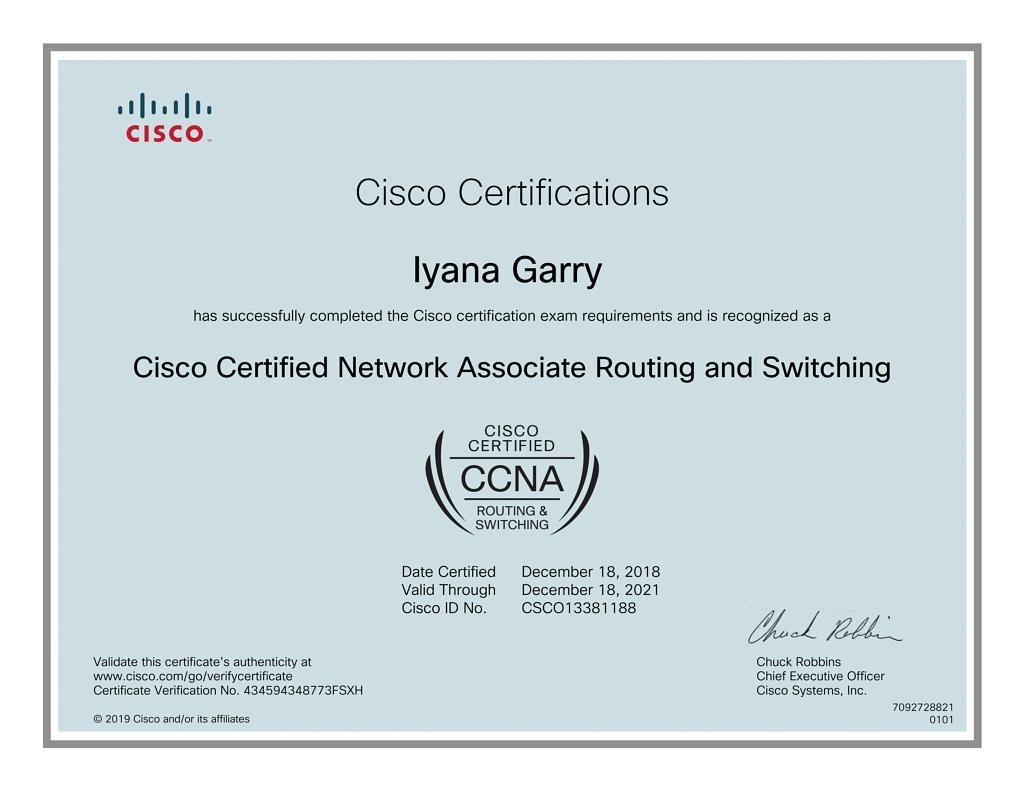 CISCO
Cisco Certifications
Iyana Garry
has successfully completed the Cisco certification exam requirements and is recognized as a
Cisco Certified Network Associate Routing and Switching
CISCO
CERTIFIED
CCNA
ROUTING &
SWITCHING
Date Certified December 18, 2018
Valid Through December 18, 2021
Cisco ID No. CSCO13381188
Chuck Robbins
Validate this certificate's authenticity at
www.cisco.com/go/verifycertificate
Certificate Verification No. 434594348773FSXH
© 2019 Cisco and/or its affiliates
Chuck Robbins
Chief Executive Officer
Cisco Systems, Inc.
7092728821
0101